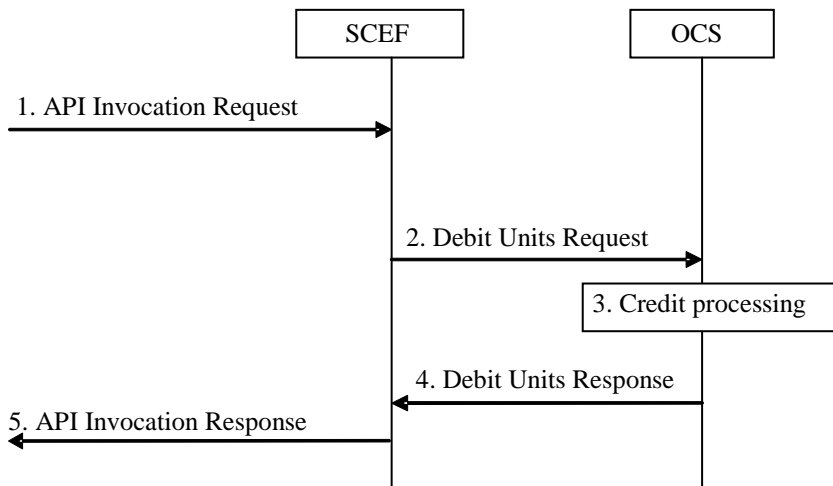 SCEF
OCS
1. API Invocation Request
2. Debit Units Request
3. Credit processing
4. Debit Units Response
5. API Invocation Response